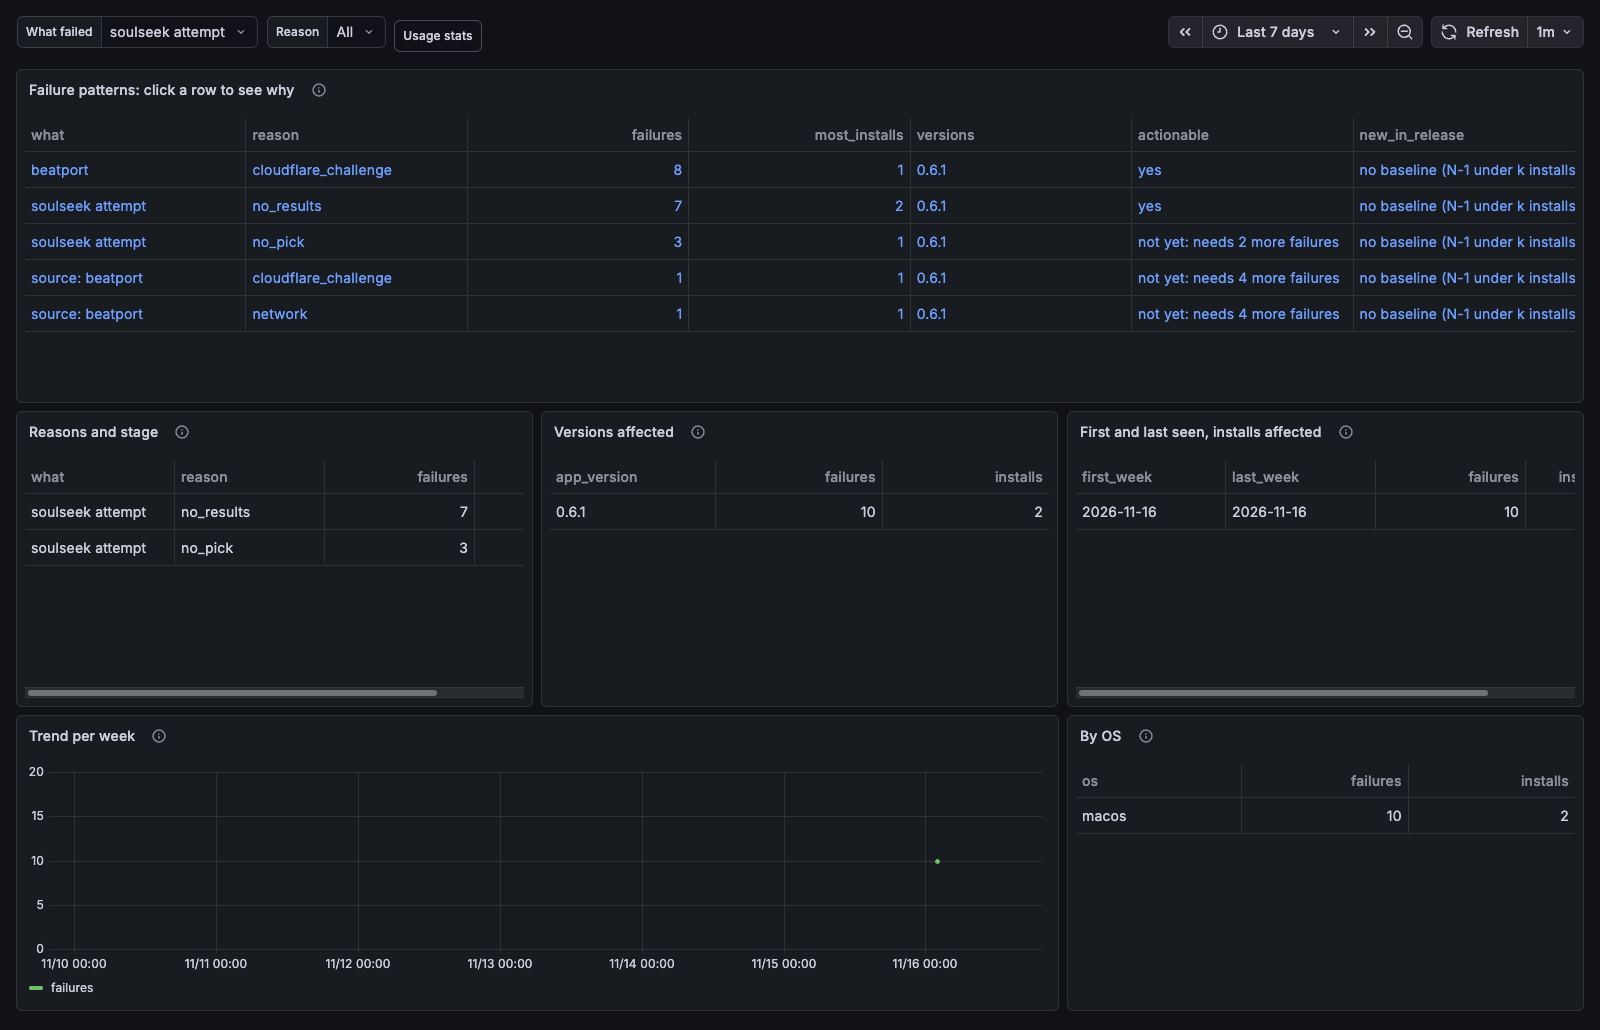 What failed soulseek attempt Reason All Usage stats Last 7 days Refresh 1m
Failure patterns: click a row to see why
what reason failures most_installs versions actionable new_in_release
beatport cloudflare_challenge 8 1 0.6.1 yes no baseline (N-1 under k installs
soulseek attempt no_results 7 2 0.6.1 yes no baseline (N-1 under k installs
soulseek attempt no_pick 3 1 0.6.1 not yet: needs 2 more failures no baseline (N-1 under k installs
source: beatport cloudflare_challenge 1 1 0.6.1 not yet: needs 4 more failures no baseline (N-1 under k installs
source: beatport network 1 1 0.6.1 not yet: needs 4 more failures no baseline (N-1 under k installs
Reasons and stage
what reason failures
soulseek attempt no_results 7
soulseek attempt no_pick 3
Versions affected
app_version failures installs
0.6.1 10 2
First and last seen, installs affected
first_week last_week failures ins
2026-11-16 2026-11-16 10
Trend per week
20
15
10
5
0
11/10 00:00 11/11 00:00 11/12 00:00 11/13 00:00 11/14 00:00 11/15 00:00 11/16 00:00
failures
By OS
os failures installs
macos 10 2